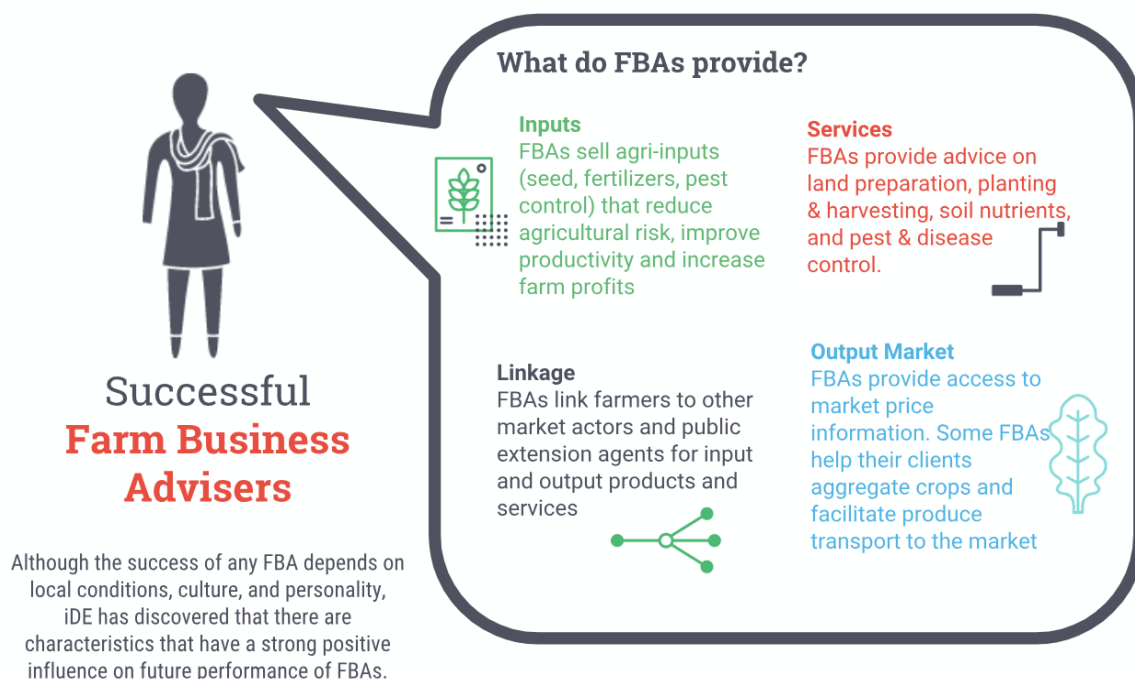 What do FBAs provide?
Inputs
FBAs sell agri-inputs
(seed, fertilizers, pest
control) that reduce
agricultural risk, improve
productivity and increase
farm profits
Services
FBAs provide advice on
land preparation, planting
& harvesting, soil nutrients,
and pest & disease
control.
Linkage
FBAs link farmers to other
market actors and public
extension agents for input
and output products and
services
Output Market
FBAs provide access to
market price
information. Some FBAs
help their clients
aggregate crops and
facilitate produce
transport to the market
Successful
Farm Business
Advisers
Although the success of any FBA depends on
local conditions, culture, and personality,
iDE has discovered that there are
characteristics that have a strong positive
influence on future performance of FBAs.